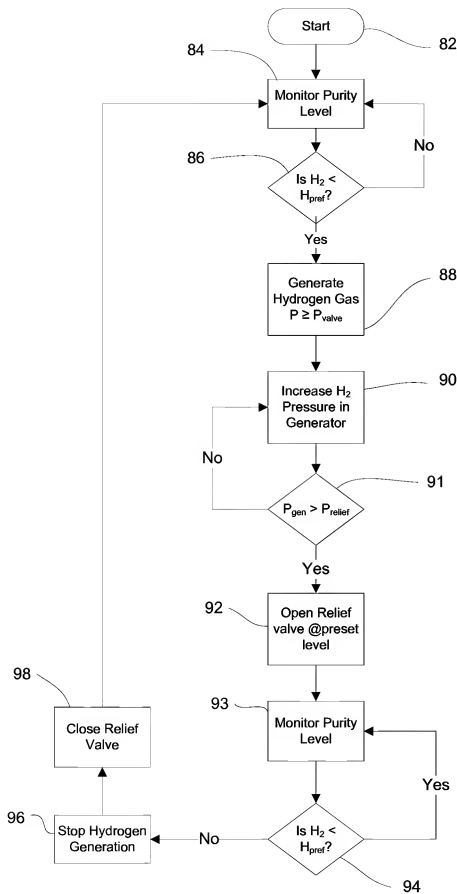 Start
82
84
Monitor Purity
Level
No
86
Is H₂ <
Hpref?
Yes
88
Generate
Hydrogen Gas
P ≥ Pvalve
90
Increase H₂
Pressure in
Generator
No
91
Pgen > Prelief
Yes
92
Open Relief
valve @preset
level
98
93
Close Relief
Valve
Monitor Purity
Level
Yes
96
Stop Hydrogen
Generation
No
Is H₂ <
Hpref?
94